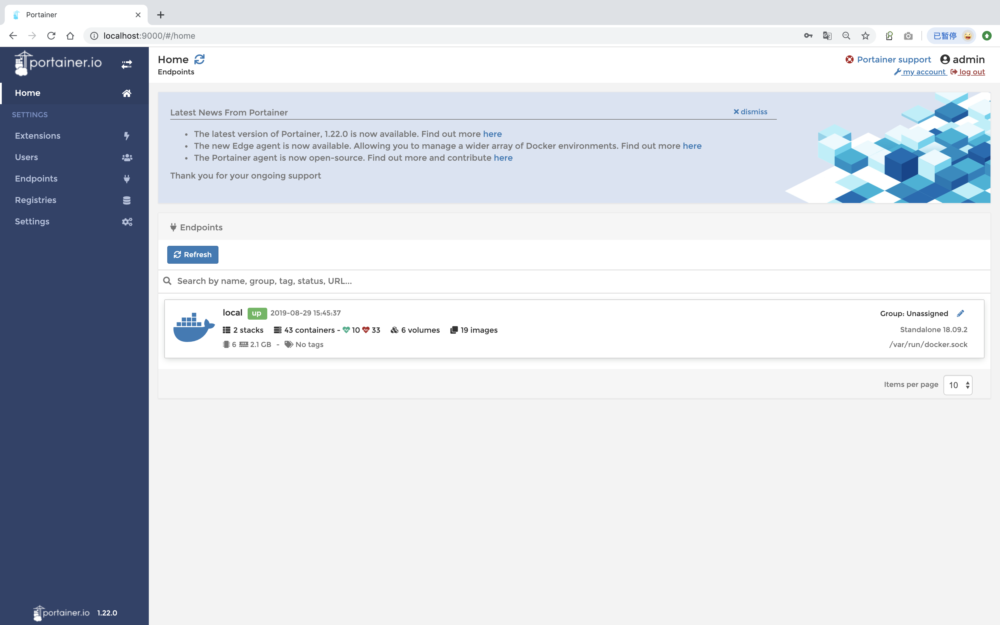 Portainer
localhost:9000/#/home
已暂停
portainer.io
Home
SETTINGS
Extensions
Users
Endpoints
Registries
Settings
portainer.io 1.22.0
Home
Endpoints
Portainer support admin
my account log out
Latest News From Portainer
dismiss
The latest version of Portainer, 1.22.0 is now available. Find out more here
The new Edge agent is now available. Allowing you to manage a wider array of Docker environments. Find out more here
The Portainer agent is now open-source. Find out more and contribute here
Thank you for your ongoing support
Endpoints
Refresh
Search by name, group, tag, status, URL...
local up 2019-08-29 15:45:37
Group: Unassigned
2 stacks 43 containers - 10 33 6 volumes 19 images
Standalone 18.09.2
6 2.1 GB - No tags
/var/run/docker.sock
Items per page 10